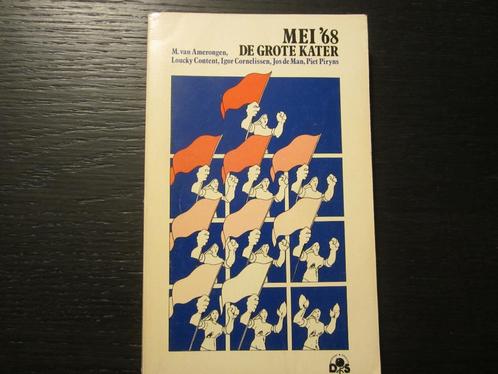 MEI '68
DE GROTE KATER
M. van Amerongen,
Loucky Content, Igor Cornelissen, Jos de Man, Piet Piryns